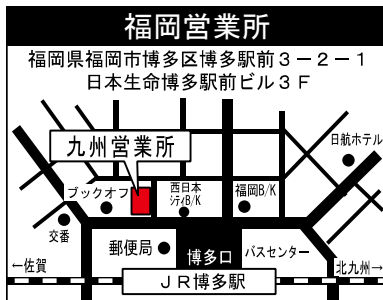 福岡営業所
福岡県福岡市博多区博多駅前３－２－１
日本生命博多駅前ビル３Ｆ
九州営業所
日航ホテル
ブックオフ
西日本
ｼﾃｨB/K
福岡B/K
交番
郵便局
博多口
バスセンター
←佐賀
北九州→
ＪＲ博多駅